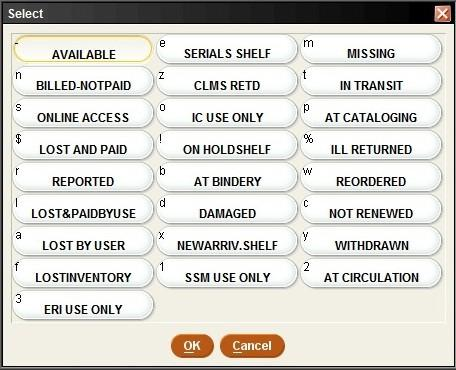 Select
- AVAILABLE
e SERIALS SHELF
m MISSING
n BILLED-NOTPAID
z CLMS RETD
t IN TRANSIT
s ONLINE ACCESS
o IC USE ONLY
p AT CATALOGING
$ LOST AND PAID
! ON HOLDSHELF
% ILL RETURNED
r REPORTED
b AT BINDERY
w REORDERED
l LOST&PAIDBYUSE
d DAMAGED
c NOT RENEWED
a LOST BY USER
x NEWARRIV.SHELF
y WITHDRAWN
f LOSTINVENTORY
1 SSM USE ONLY
2 AT CIRCULATION
3 ERI USE ONLY
OK Cancel